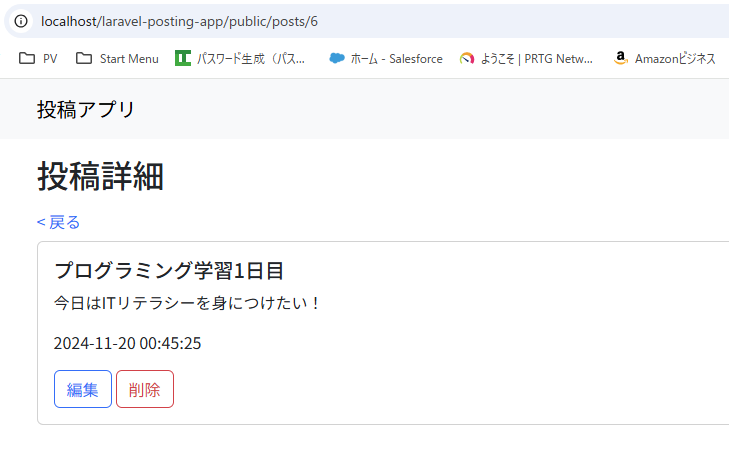 localhost/laravel-posting-app/public/posts/6
PV Start Menu パスワード生成（パス... ホーム - Salesforce ようこそ | PRTG Netw... Amazonビジネス
投稿アプリ
投稿詳細
< 戻る
プログラミング学習1日目
今日はITリテラシーを身につけたい！
2024-11-20 00:45:25
編集 削除